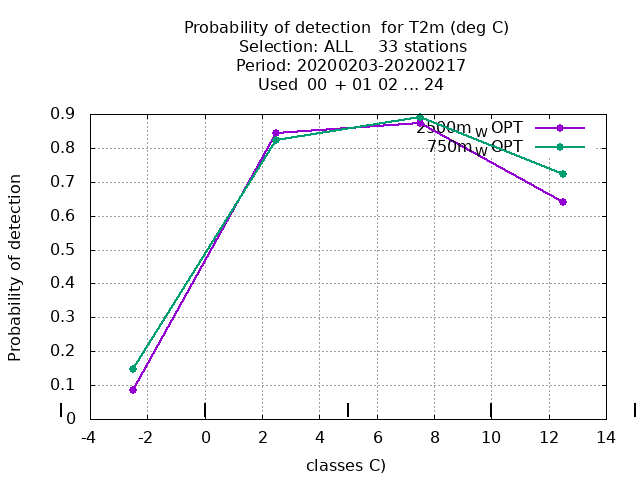 Probability of detection  for T2m (deg C)
Selection: ALL     33 stations
Period: 20200203-20200217
Used  00  + 01 02 ... 24
0.9
0.8
0.7
0.6
0.5
0.4
0.3
0.2
0.1
0
Probability of detection
2500m W OPT
750m W OPT
-4 -2 0 2 4 6 8 10 12 14
classes C)